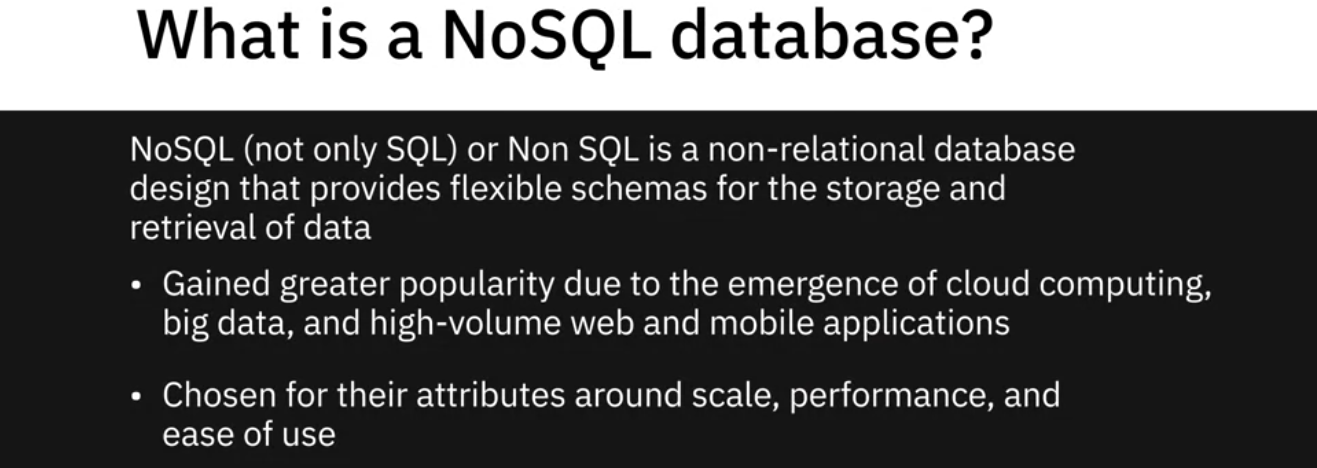 What is a NoSQL database?
NoSQL (not only SQL) or Non SQL is a non-relational database
design that provides flexible schemas for the storage and
retrieval of data
• Gained greater popularity due to the emergence of cloud computing,
big data, and high-volume web and mobile applications
• Chosen for their attributes around scale, performance, and
ease of use